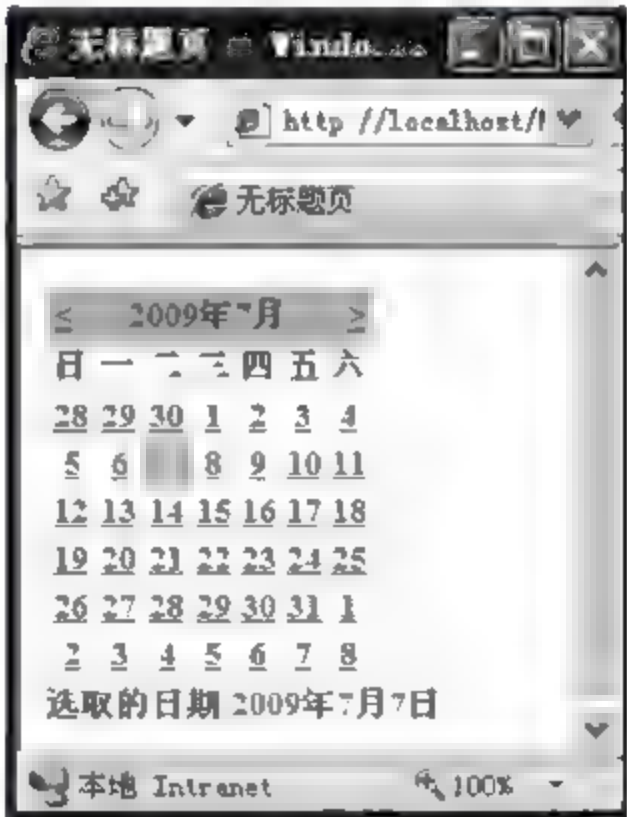 无标题页
http //localhost/
无标题页
< 2009年7月 >
日 一 二 三 四 五 六
28 29 30 1 2 3 4
5 6 8 9 10 11
12 13 14 15 16 17 18
19 20 21 22 23 24 25
26 27 28 29 30 31 1
2 3 4 5 6 7 8
选取的日期 2009年7月7日
本地 Intranet 100%